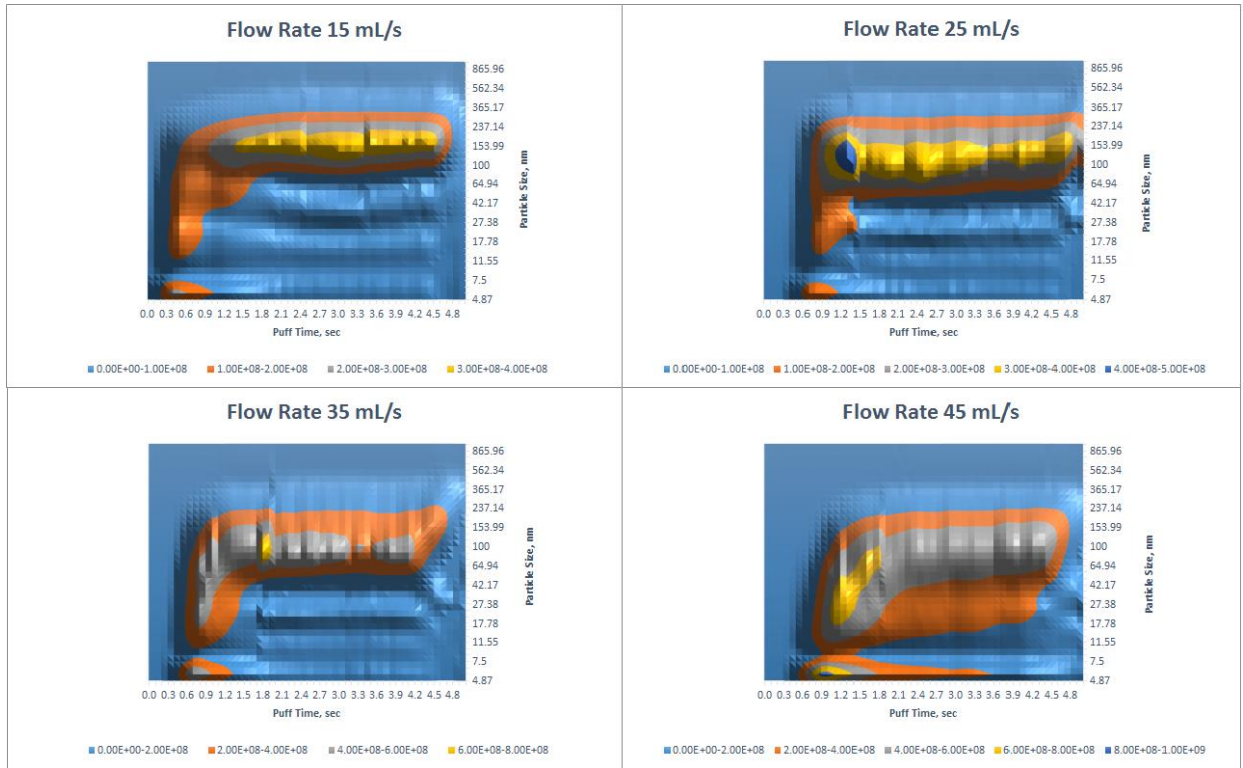 Flow Rate 15 mL/s
865.96
562.34
365.17
237.14
153.99
100
64.94
42.17
27.38
17.78
11.55
7.5
4.87
Particle Size, nm
0.0 0.3 0.6 0.9 1.2 1.5 1.8 2.1 2.4 2.7 3.0 3.3 3.6 3.9 4.2 4.5 4.8
Puff Time, sec
0.00E+00-1.00E+08 1.00E+08-2.00E+08 2.00E+08-3.00E+08 3.00E+08-4.00E+08
Flow Rate 25 mL/s
865.96
562.34
365.17
237.14
153.99
100
64.94
42.17
27.38
17.78
11.55
7.5
4.87
Particle Size, nm
0.0 0.3 0.6 0.9 1.2 1.5 1.8 2.1 2.4 2.7 3.0 3.3 3.6 3.9 4.2 4.5 4.8
Puff Time, sec
0.00E+00-1.00E+08 1.00E+08-2.00E+08 2.00E+08-3.00E+08 3.00E+08-4.00E+08 4.00E+08-5.00E+08
Flow Rate 35 mL/s
865.96
562.34
365.17
237.14
153.99
100
64.94
42.17
27.38
17.78
11.55
7.5
4.87
Particle Size, nm
0.0 0.3 0.6 0.9 1.2 1.5 1.8 2.1 2.4 2.7 3.0 3.3 3.6 3.9 4.2 4.5 4.8
Puff Time, sec
0.00E+00-2.00E+08 2.00E+08-4.00E+08 4.00E+08-6.00E+08 6.00E+08-8.00E+08
Flow Rate 45 mL/s
865.96
562.34
365.17
237.14
153.99
100
64.94
42.17
27.38
17.78
11.55
7.5
4.87
Particle Size, nm
0.0 0.3 0.6 0.9 1.2 1.5 1.8 2.1 2.4 2.7 3.0 3.3 3.6 3.9 4.2 4.5 4.8
Puff Time, sec
0.00E+00-2.00E+08 2.00E+08-4.00E+08 4.00E+08-6.00E+08 6.00E+08-8.00E+08 8.00E+08-1.00E+09